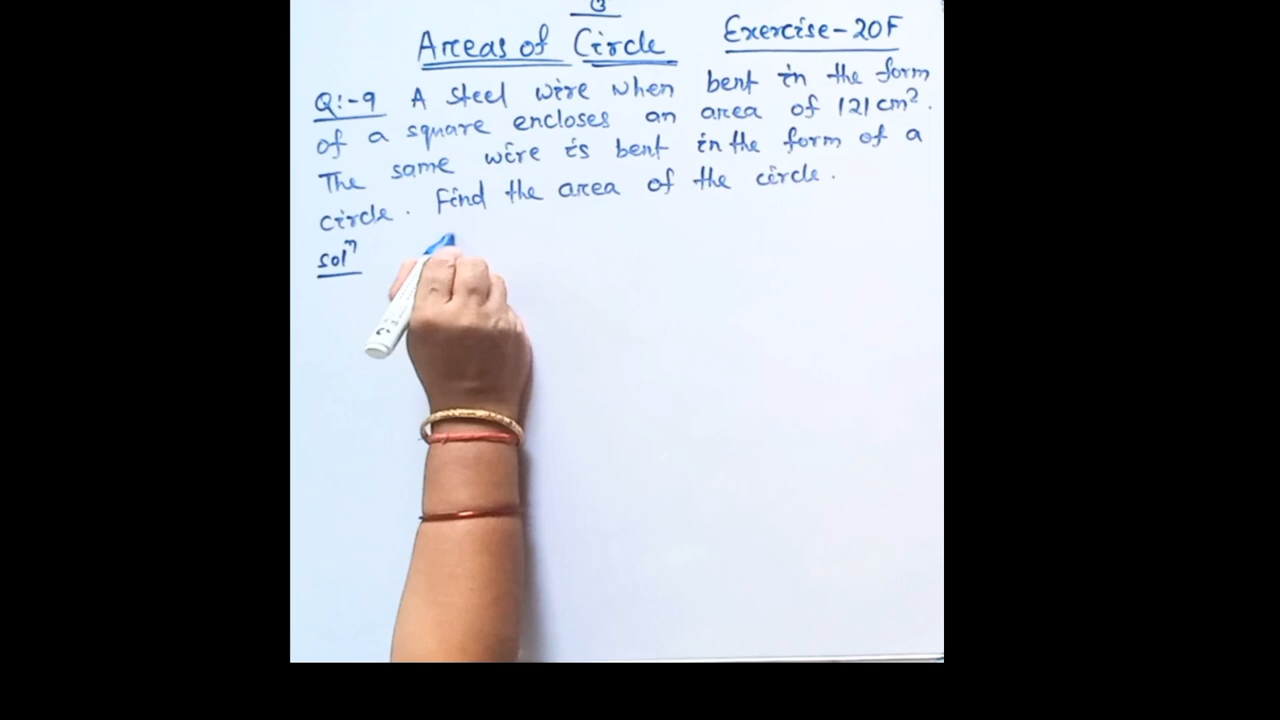 3
Areas of Circle
Exercise-20F
Q:-9 A steel wire when bent in the form
of a square encloses an area of 121 cm².
The same wire is bent in the form of a
circle. Find the area of the circle.
solⁿ